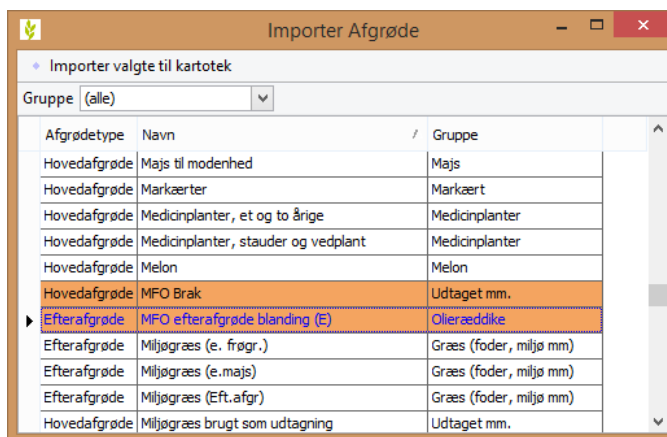 Importer Afgrøde
Importer valgte til kartotek
Gruppe (alle)
Afgrødetype Navn Gruppe
Hovedafgrøde Majs til modenhed Majs
Hovedafgrøde Markærter Markært
Hovedafgrøde Medicinplanter, et og to årige Medicinplanter
Hovedafgrøde Medicinplanter, stauder og vedplant Medicinplanter
Hovedafgrøde Melon Melon
Hovedafgrøde MFO Brak Udtaget mm.
Efterafgrøde MFO efterafgrøde blanding (E) Olieræddike
Efterafgrøde Miljøgræs (e. frøgr.) Græs (foder, miljø mm)
Efterafgrøde Miljøgræs (e.majs) Græs (foder, miljø mm)
Efterafgrøde Miljøgræs (Eft.afgr) Græs (foder, miljø mm)
Hovedafgrøde Miljøgræs brugt som udtagning Udtaget mm.